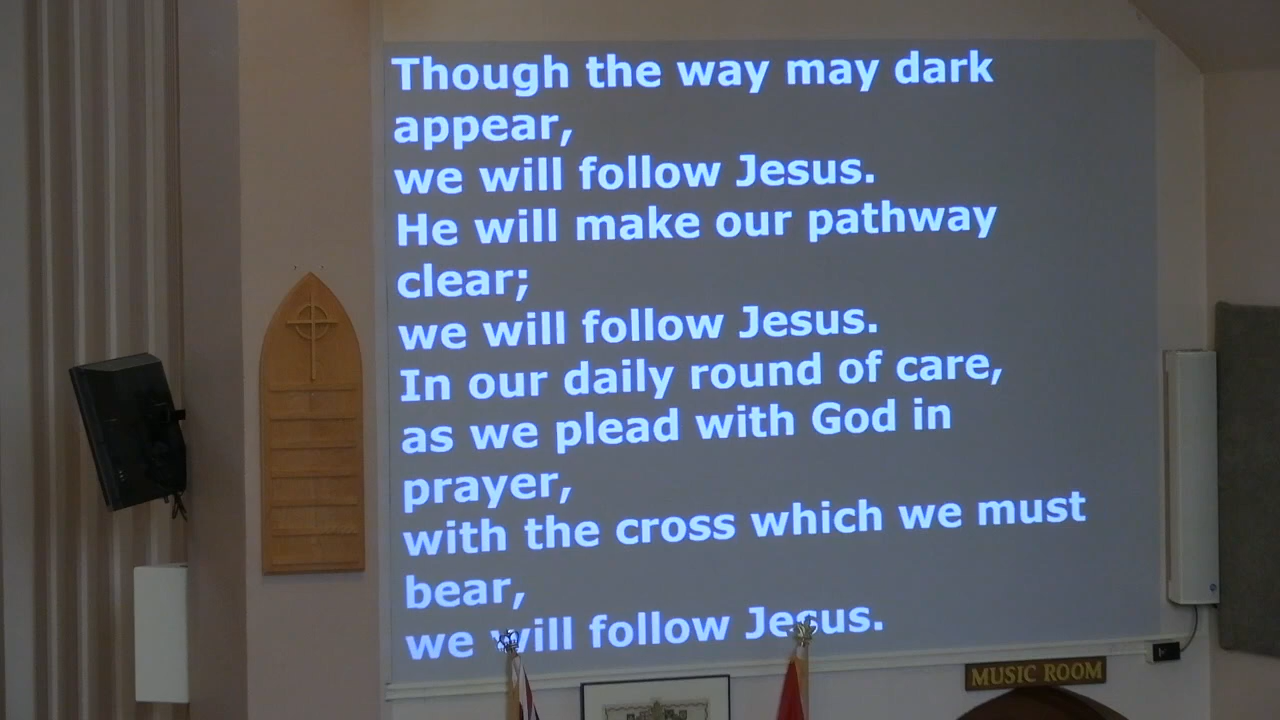 Though the way may dark
appear,
we will follow Jesus.
He will make our pathway
clear;
we will follow Jesus.
In our daily round of care,
as we plead with God in
prayer,
with the cross which we must
bear,
we will follow Jesus.
MUSIC ROOM